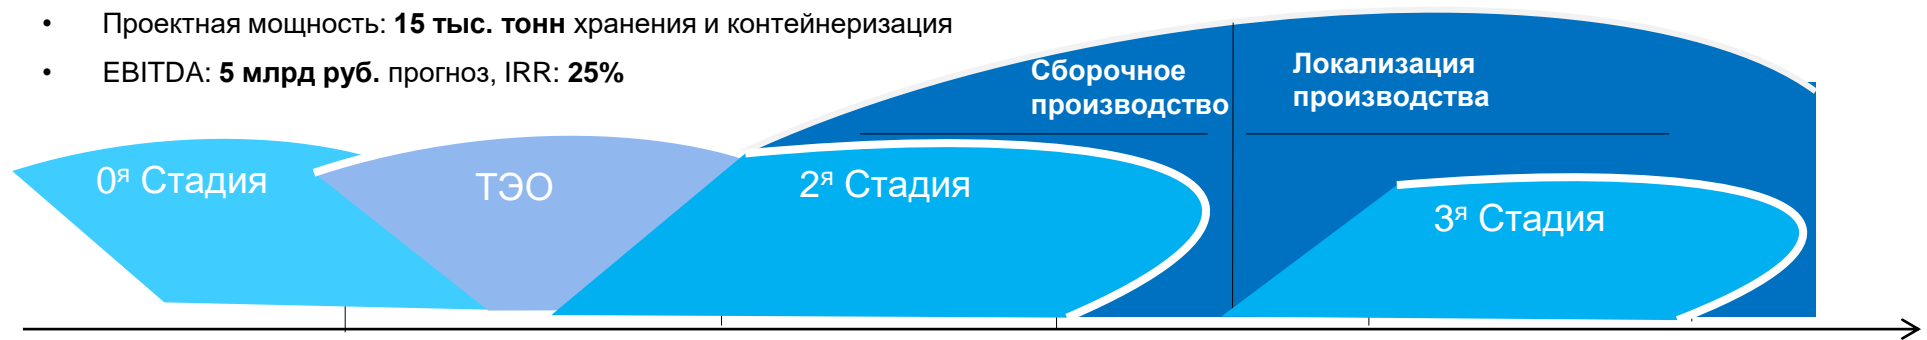 • Проектная мощность: 15 тыс. тонн хранения и контейнеризация
• EBITDA: 5 млрд руб. прогноз, IRR: 25%
Сборочное
производство
Локализация
производства
0я Стадия
ТЭО
2я Стадия
3я Стадия